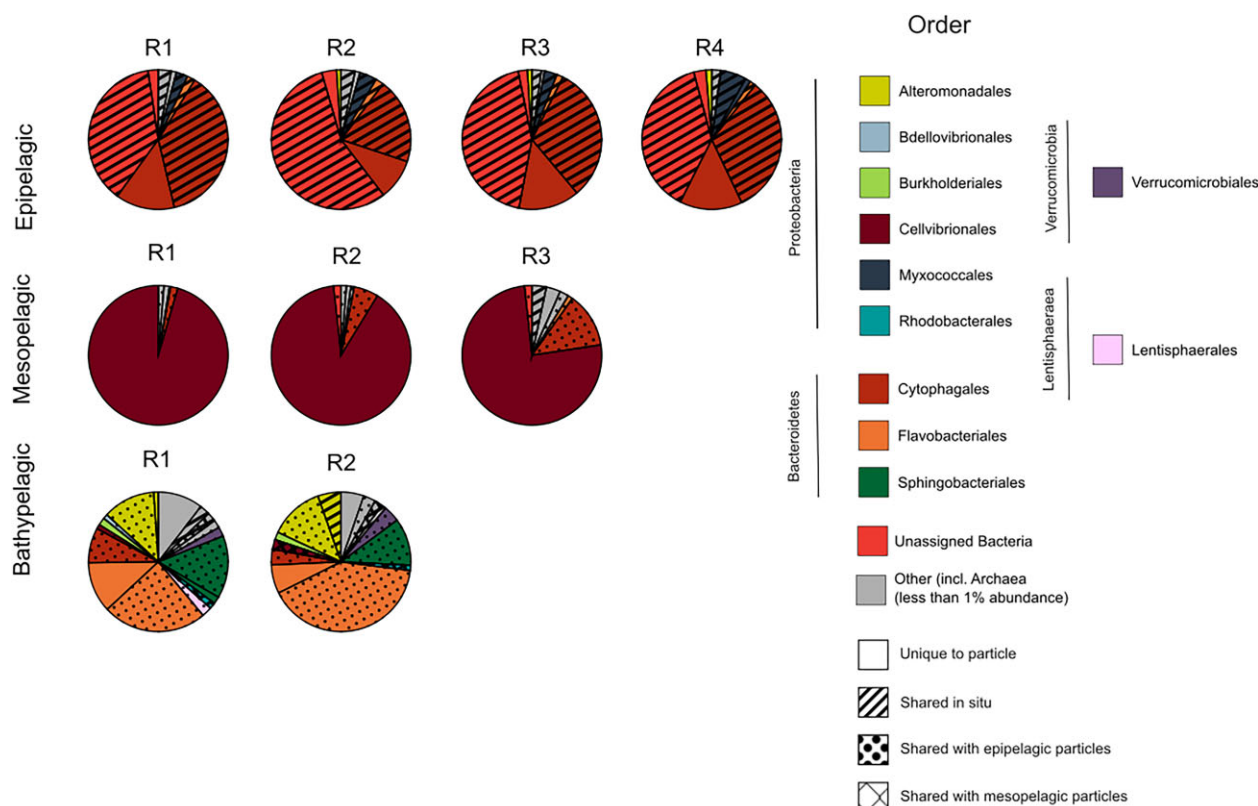 Order
R1
R2
R3
R4
Epipelagic
R1
R2
R3
Mesopelagic
R1
R2
Bathypelagic
Proteobacteria
Alteromonadales
Bdellovibrionales
Burkholderiales
Cellvibrionales
Myxococcales
Rhodobacterales
Verrucomicrobia
Verrucomicrobiales
Lentisphaeraea
Lentisphaerales
Bacteroidetes
Cytophagales
Flavobacteriales
Sphingobacteriales
Unassigned Bacteria
Other (incl. Archaea
(less than 1% abundance)
Unique to particle
Shared in situ
Shared with epipelagic particles
Shared with mesopelagic particles